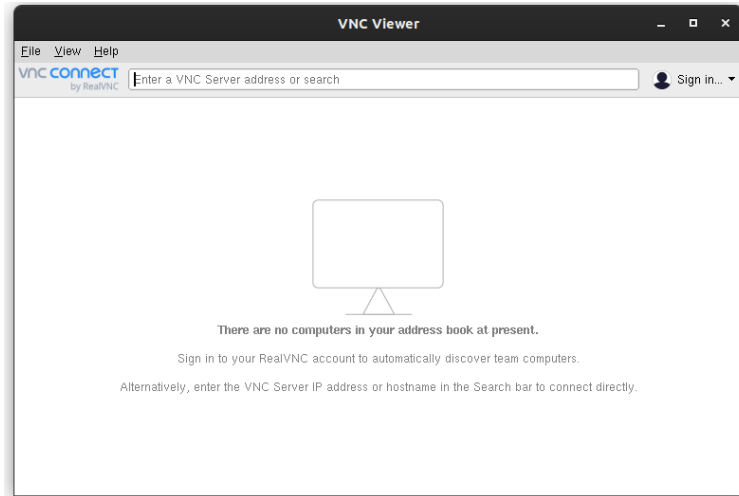 VNC Viewer
File View Help
vnc connect
by RealVNC
Enter a VNC Server address or search
Sign in...
There are no computers in your address book at present.
Sign in to your RealVNC account to automatically discover team computers.
Alternatively, enter the VNC Server IP address or hostname in the Search bar to connect directly.